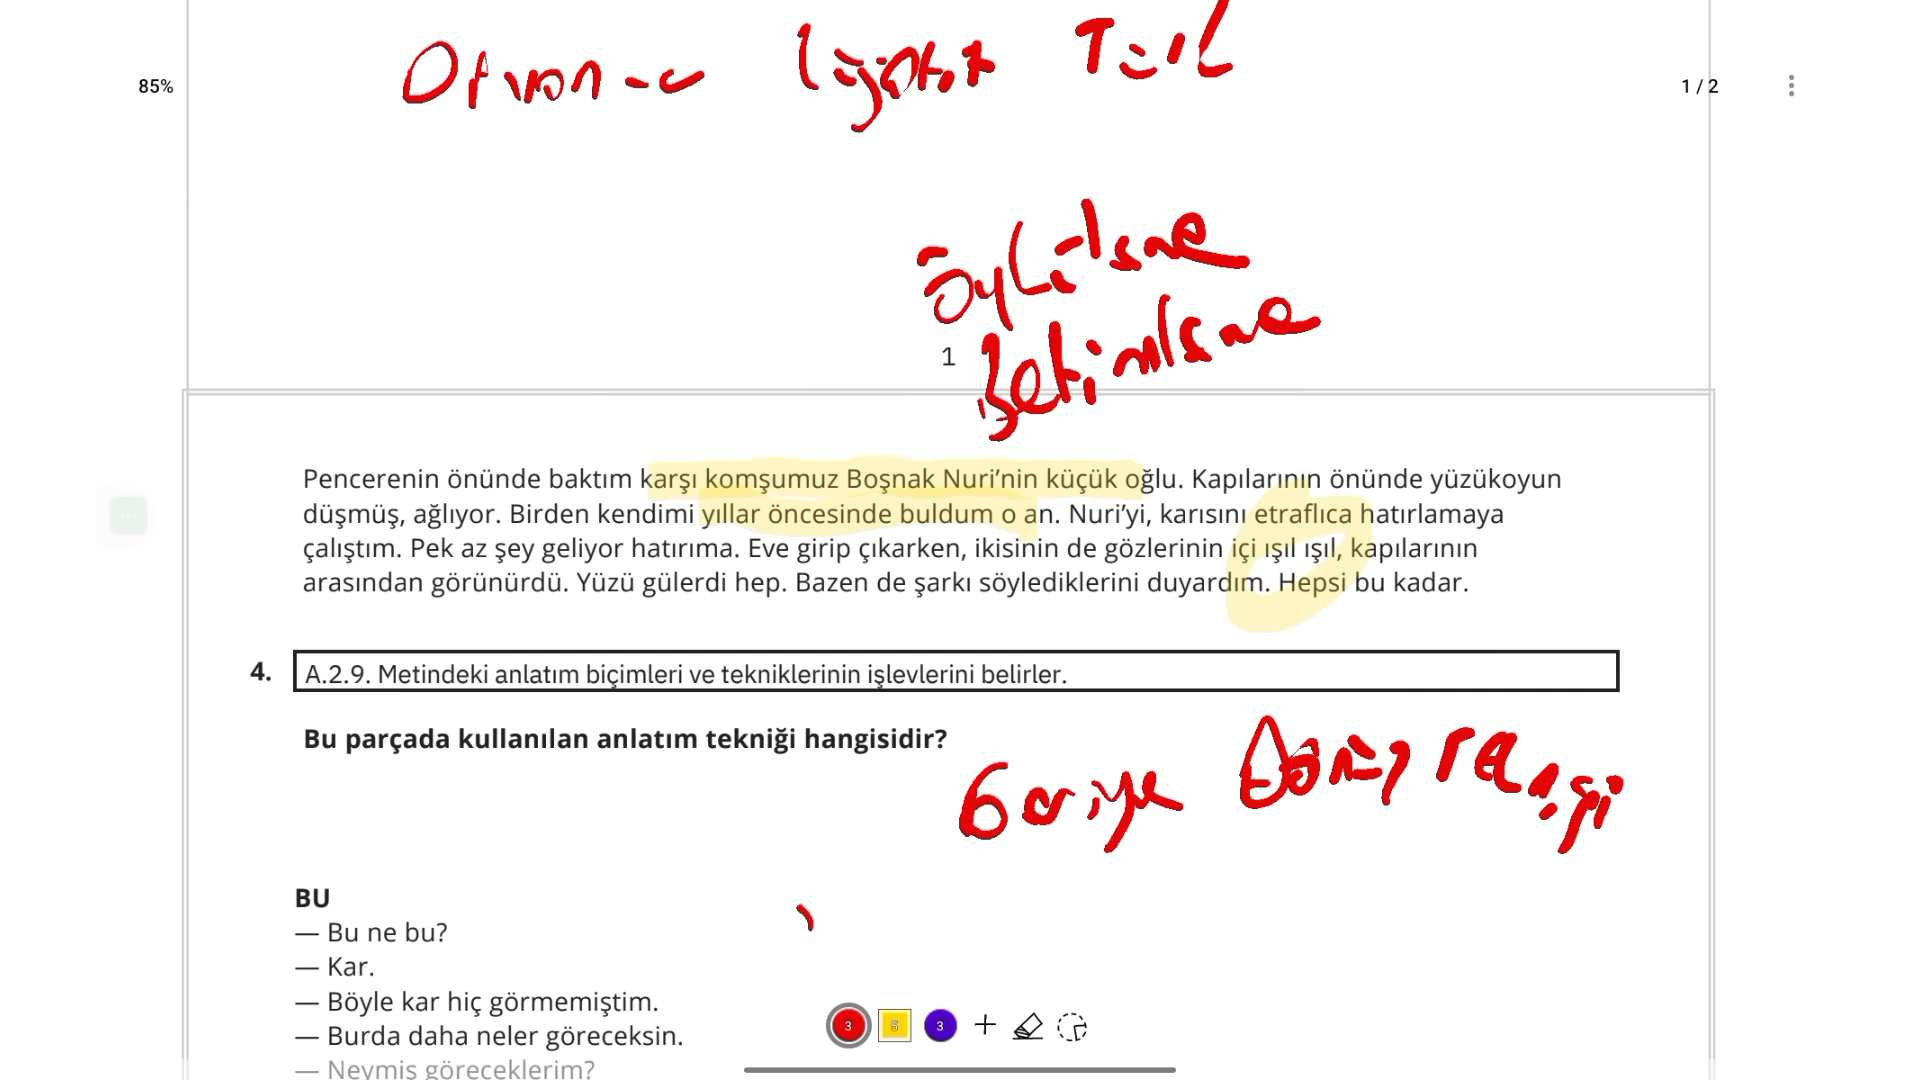 85%
1 / 2
Öyküleme
1
Betimleme
Pencerenin önünde baktım karşı komşumuz Boşnak Nuri’nin küçük oğlu. Kapılarının önünde yüzükoyun
düşmüş, ağlıyor. Birden kendimi yıllar öncesinde buldum o an. Nuri’yi, karısını etraflıca hatırlamaya
çalıştım. Pek az şey geliyor hatırıma. Eve girip çıkarken, ikisinin de gözlerinin içi ışıl ışıl, kapılarının
arasından görünürdü. Yüzü gülerdi hep. Bazen de şarkı söylediklerini duyardım. Hepsi bu kadar.
4. A.2.9. Metindeki anlatım biçimleri ve tekniklerinin işlevlerini belirler.
Bu parçada kullanılan anlatım tekniği hangisidir?
Geriye Dönüş Tekniği
BU
— Bu ne bu?
— Kar.
— Böyle kar hiç görmemiştim.
— Burda daha neler göreceksin.
— Neymiş göreceklerim?
3 5 3